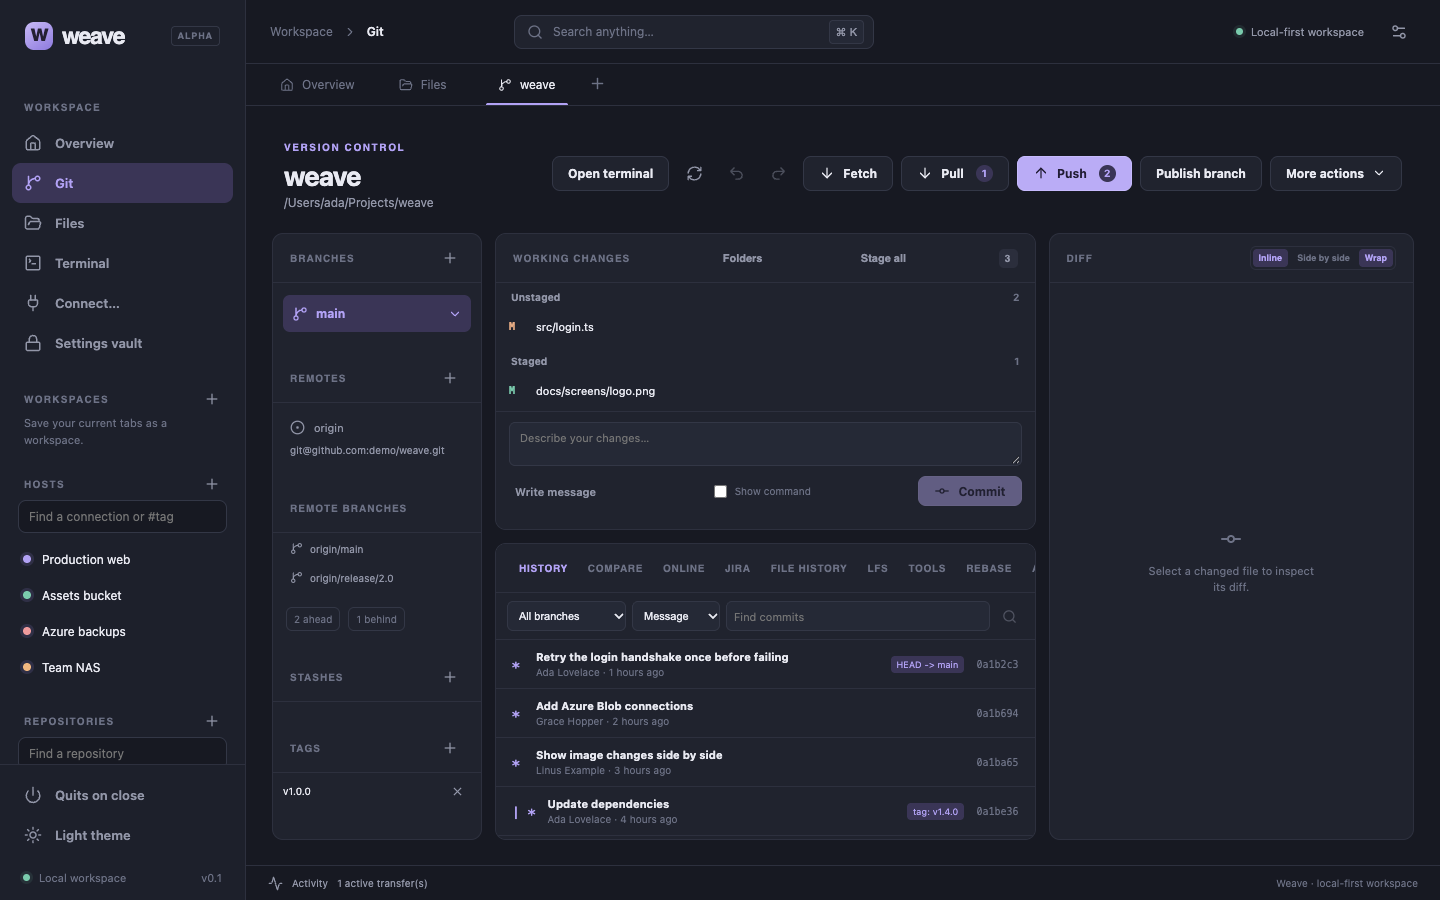 W weave ALPHA
WORKSPACE
Overview
Git
Files
Terminal
Connect...
Settings vault
WORKSPACES
Save your current tabs as a
workspace.
HOSTS
Find a connection or #tag
Production web
Assets bucket
Azure backups
Team NAS
REPOSITORIES
Find a repository
Quits on close
Light theme
Local workspace v0.1
Workspace > Git
Search anything... ⌘ K
Local-first workspace
Overview Files weave
VERSION CONTROL
weave
/Users/ada/Projects/weave
Open terminal Fetch Pull 1 Push 2 Publish branch More actions
BRANCHES
main
REMOTES
origin
git@github.com:demo/weave.git
REMOTE BRANCHES
origin/main
origin/release/2.0
2 ahead 1 behind
STASHES
TAGS
v1.0.0
WORKING CHANGES Folders Stage all 3
Unstaged 2
M src/login.ts
Staged 1
M docs/screens/logo.png
Describe your changes...
Write message Show command Commit
HISTORY COMPARE ONLINE JIRA FILE HISTORY LFS TOOLS REBASE
All branches Message Find commits
* Retry the login handshake once before failing HEAD -> main 0a1b2c3
Ada Lovelace · 1 hours ago
* Add Azure Blob connections 0a1b694
Grace Hopper · 2 hours ago
* Show image changes side by side 0a1ba65
Linus Example · 3 hours ago
| * Update dependencies tag: v1.4.0 0a1be36
Ada Lovelace · 4 hours ago
DIFF Inline Side by side Wrap
Select a changed file to inspect
its diff.
Activity 1 active transfer(s)
Weave · local-first workspace